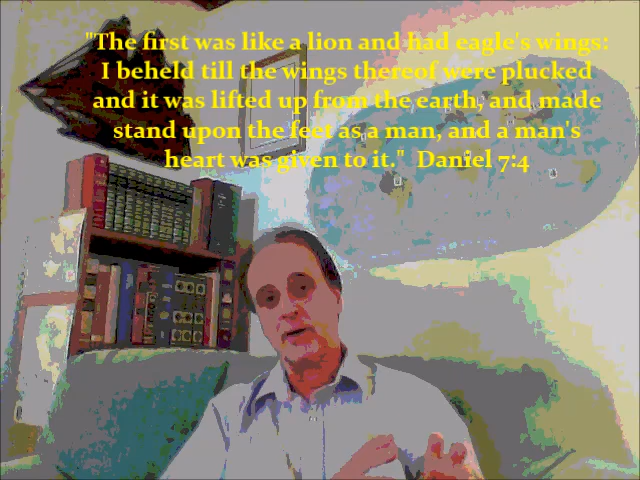 "The first was like a lion and had eagle's wings:
I beheld till the wings thereof were plucked
and it was lifted up from the earth, and made
stand upon the feet as a man, and a man's
heart was given to it."  Daniel 7:4